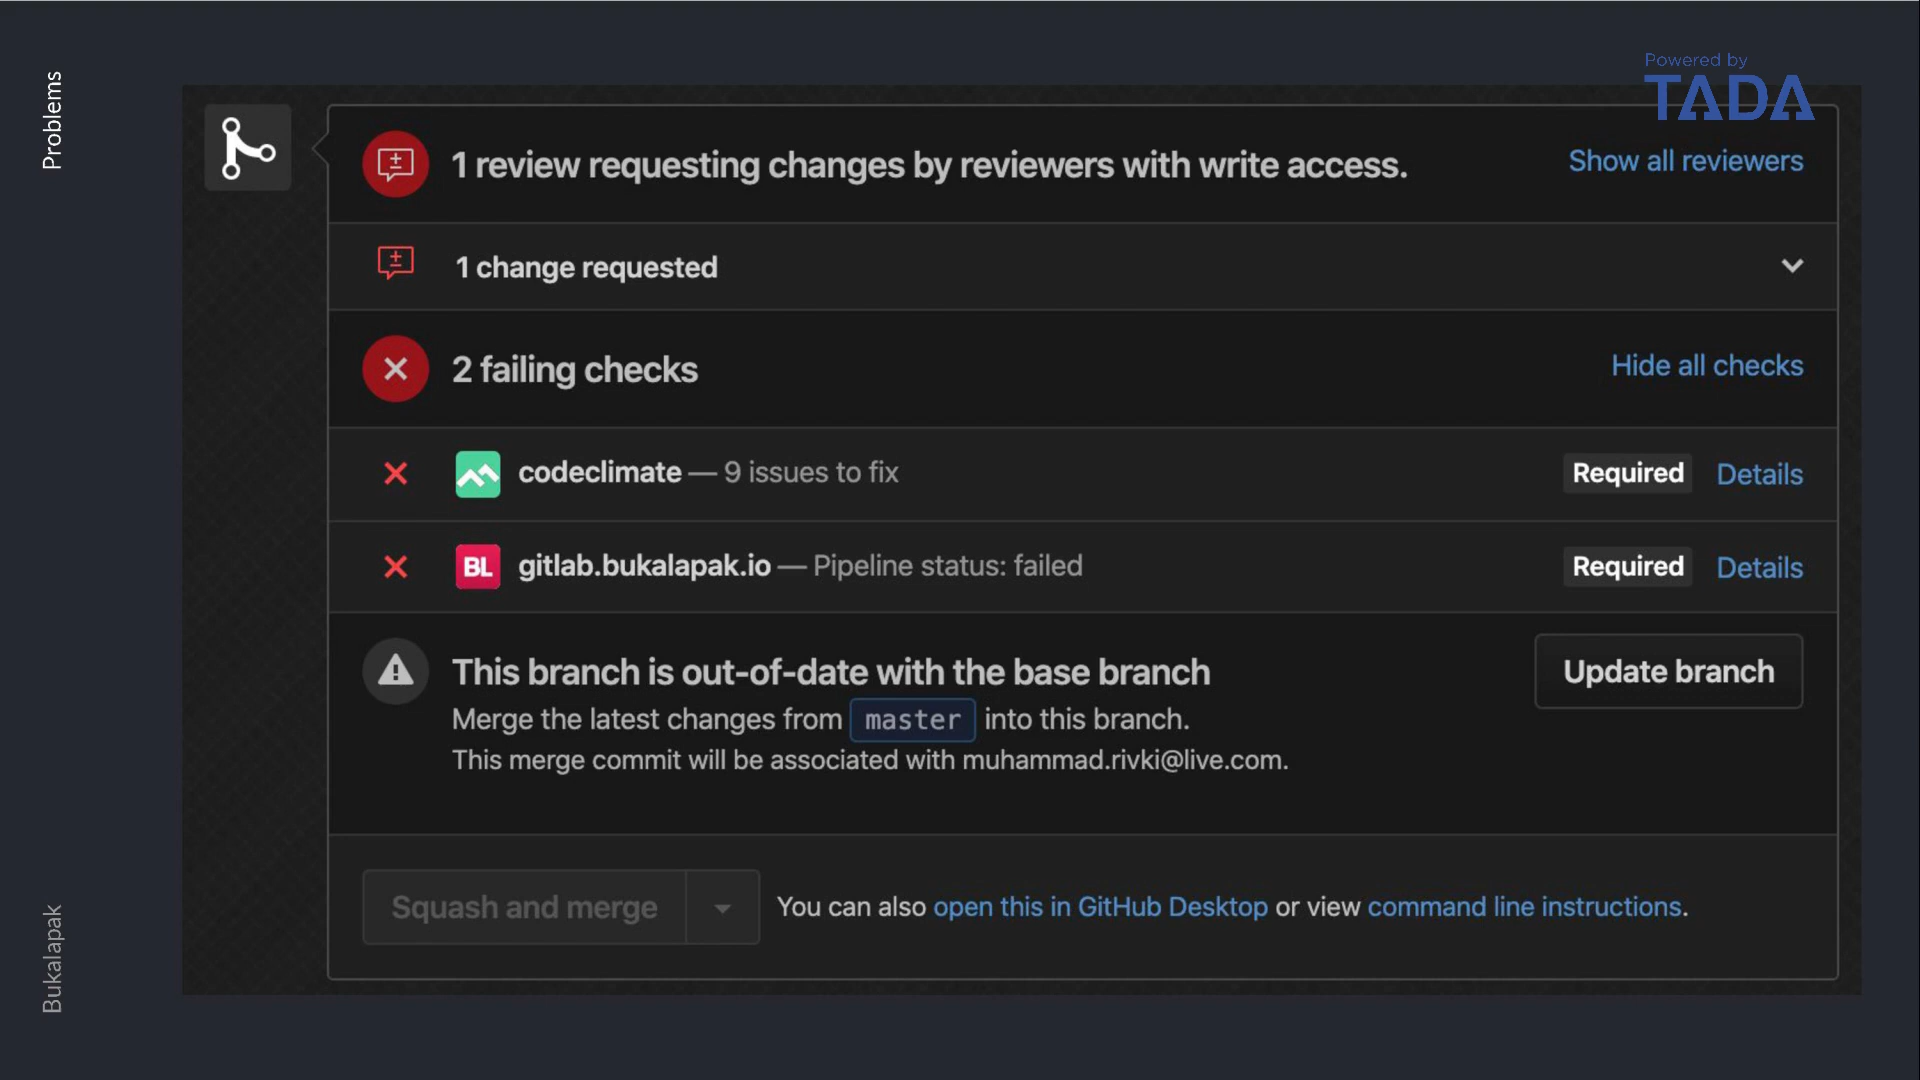 Problems
Powered by
TADA
1 review requesting changes by reviewers with write access.
Show all reviewers
1 change requested
2 failing checks
Hide all checks
codeclimate — 9 issues to fix
Required
Details
BL
gitlab.bukalapak.io — Pipeline status: failed
Required
Details
This branch is out-of-date with the base branch
Update branch
Merge the latest changes from master into this branch.
This merge commit will be associated with muhammad.rivki@live.com.
Squash and merge
You can also open this in GitHub Desktop or view command line instructions.
Bukalapak